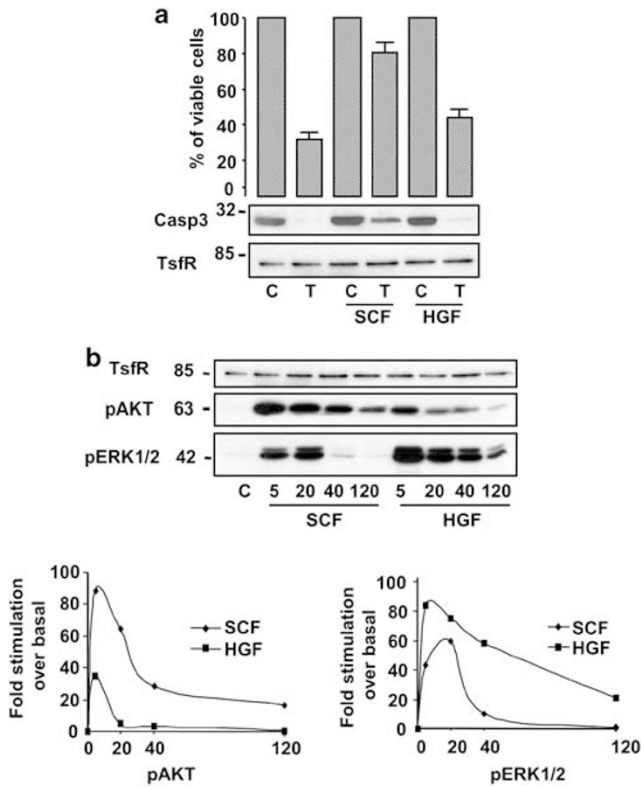 a
% of viable cells
100
80
60
40
20
0
Casp3 32
TsfR 85
C T C T C T
SCF HGF
b
TsfR 85
pAKT 63
pERK1/2 42
C 5 20 40 120 5 20 40 120
SCF HGF
Fold stimulation
over basal
100
80
60
40
20
0
SCF
HGF
0 20 40 120
pAKT
Fold stimulation
over basal
100
80
60
40
20
0
SCF
HGF
0 20 40 120
pERK1/2